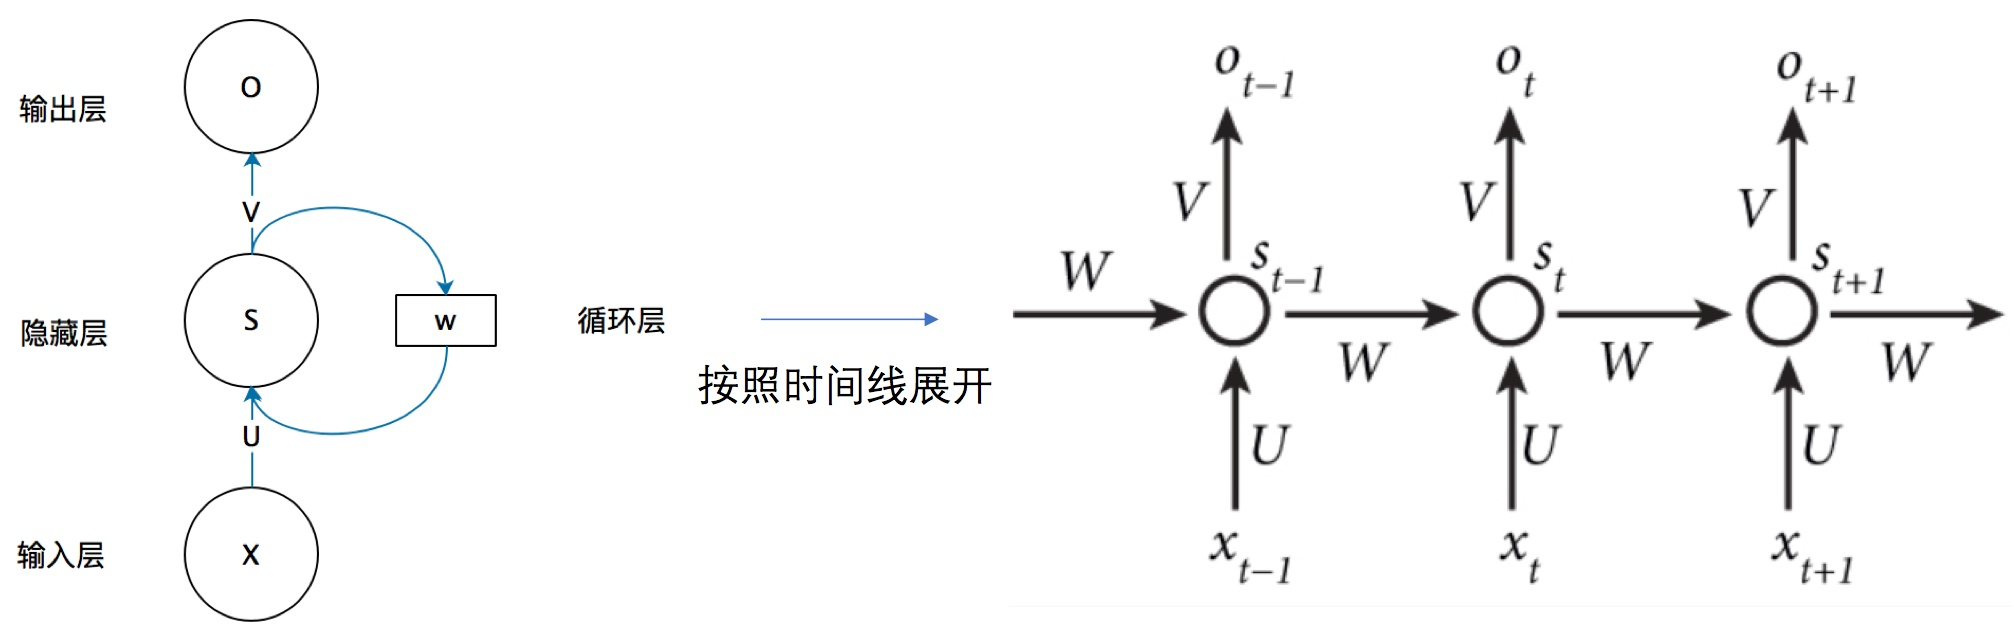 输出层
O
V
隐藏层
S
w
循环层
U
输入层
X
按照时间线展开
o_{t-1}
o_t
o_{t+1}
V
V
V
W
s_{t-1}
s_t
s_{t+1}
W
W
W
U
U
U
x_{t-1}
x_t
x_{t+1}